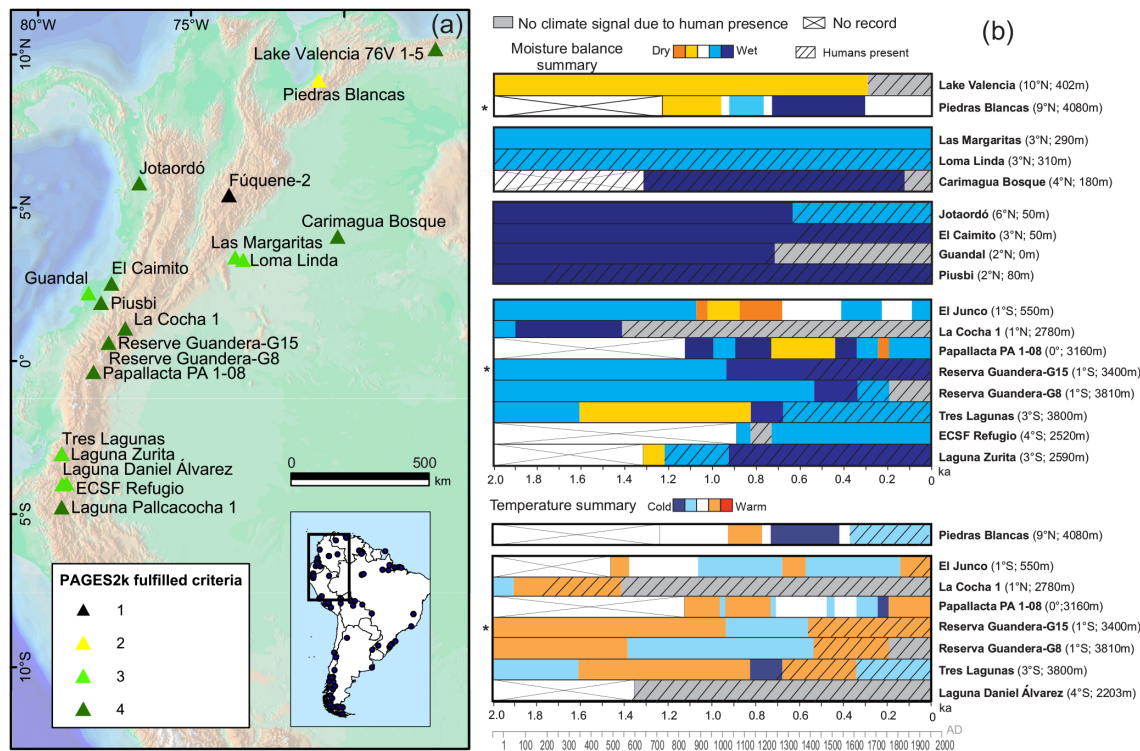 80°W
75°W
(a)
10°N
5°N
0°
5°S
10°S
Lake Valencia 76V 1-5
Piedras Blancas
Jotaordó
Fúquene-2
Carimagua Bosque
Las Margaritas
Loma Linda
El Caimito
Guandal
Piusbi
La Cocha 1
Reserve Guandera-G15
Reserve Guandera-G8
Papallacta PA 1-08
Tres Lagunas
Laguna Zurita
Laguna Daniel Álvarez
ECSF Refugio
Laguna Pallcacocha 1
0 500
km
PAGES2k fulfilled criteria
1
2
3
4
No climate signal due to human presence
No record
(b)
Moisture balance
summary
Dry
Wet
Humans present
Lake Valencia (10°N; 402m)
* Piedras Blancas (9°N; 4080m)
Las Margaritas (3°N; 290m)
Loma Linda (3°N; 310m)
Carimagua Bosque (4°N; 180m)
Jotaordó (6°N; 50m)
El Caimito (3°N; 50m)
Guandal (2°N; 0m)
Piusbi (2°N; 80m)
El Junco (1°S; 550m)
La Cocha 1 (1°N; 2780m)
Papallacta PA 1-08 (0°; 3160m)
* Reserva Guandera-G15 (1°S; 3400m)
Reserva Guandera-G8 (1°S; 3810m)
Tres Lagunas (3°S; 3800m)
ECSF Refugio (4°S; 2520m)
Laguna Zurita (3°S; 2590m)
2.0 1.8 1.6 1.4 1.2 1.0 0.8 0.6 0.4 0.2 0
ka
Temperature summary
Cold
Warm
Piedras Blancas (9°N; 4080m)
El Junco (1°S; 550m)
La Cocha 1 (1°N; 2780m)
Papallacta PA 1-08 (0°;3160m)
* Reserva Guandera-G15 (1°S; 3400m)
Reserva Guandera-G8 (1°S; 3810m)
Tres Lagunas (3°S; 3800m)
Laguna Daniel Álvarez (4°S; 2203m)
2.0 1.8 1.6 1.4 1.2 1.0 0.8 0.6 0.4 0.2 0
ka
AD
1 100 200 300 400 500 600 700 800 900 1000 1100 1200 1300 1400 1500 1600 1700 1800 1900 2000